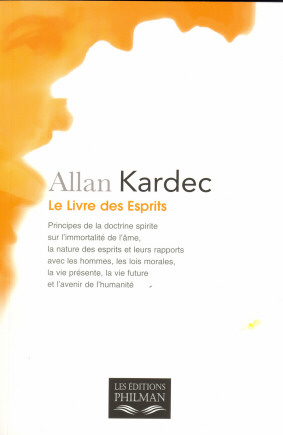 Allan Kardec
Le Livre des Esprits
Principes de la doctrine spirite
sur l'immortalité de l'âme,
la nature des esprits et leurs rapports
avec les hommes, les lois morales,
la vie présente, la vie future
et l'avenir de l'humanité
LES ÉDITIONS
PHILMAN